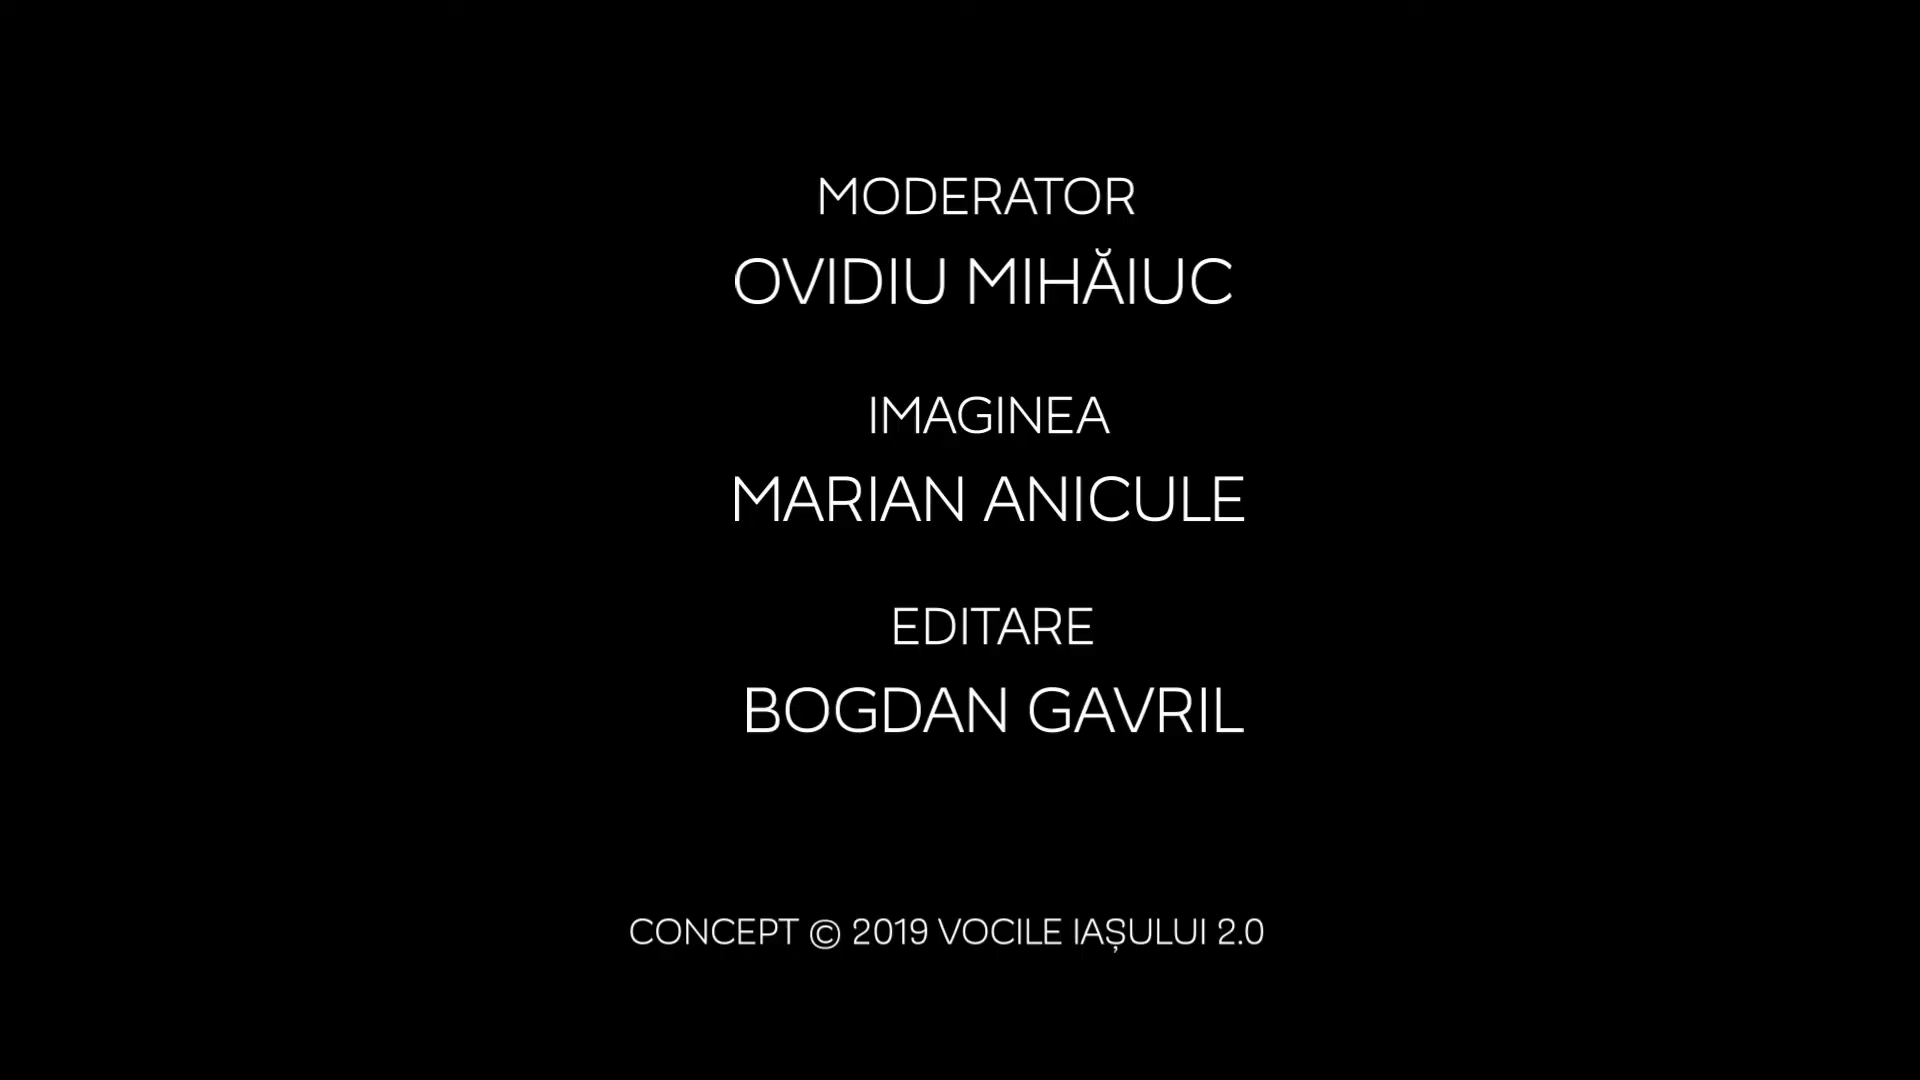 MODERATOR
OVIDIU MIHĂIUC
IMAGINEA
MARIAN ANICULE
EDITARE
BOGDAN GAVRIL
CONCEPT © 2019 VOCILE IAȘULUI 2.0